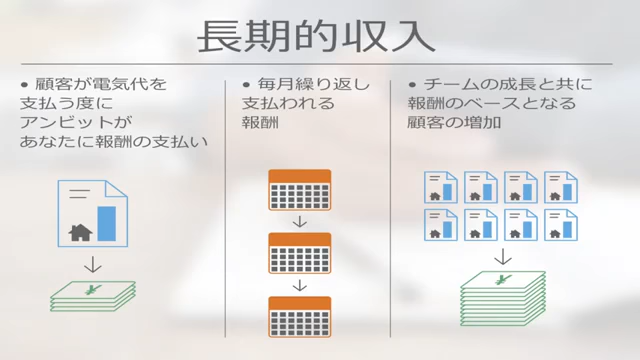 長期的収入
• 顧客が電気代を
支払う度に
アンビットが
あなたに報酬の支払い
• 毎月繰り返し
支払われる
報酬
• チームの成長と共に
報酬のベースとなる
顧客の増加